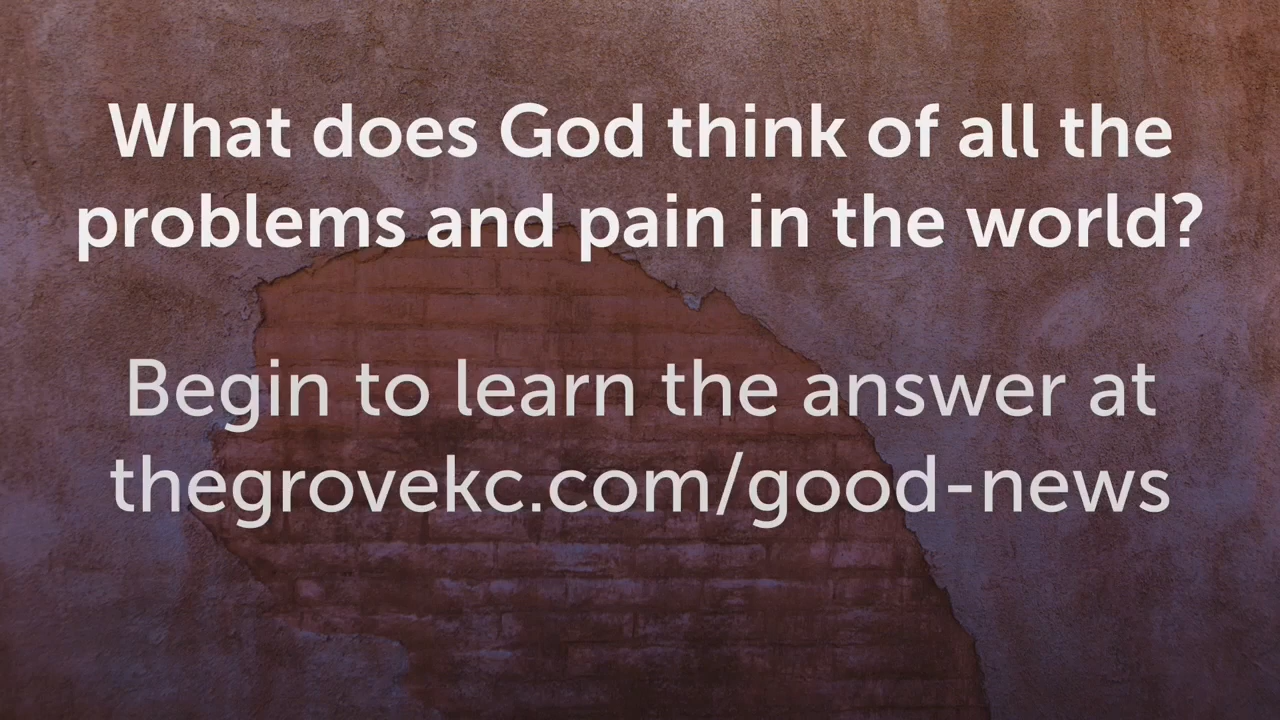 What does God think of all the
problems and pain in the world?
Begin to learn the answer at
thegrovekc.com/good-news